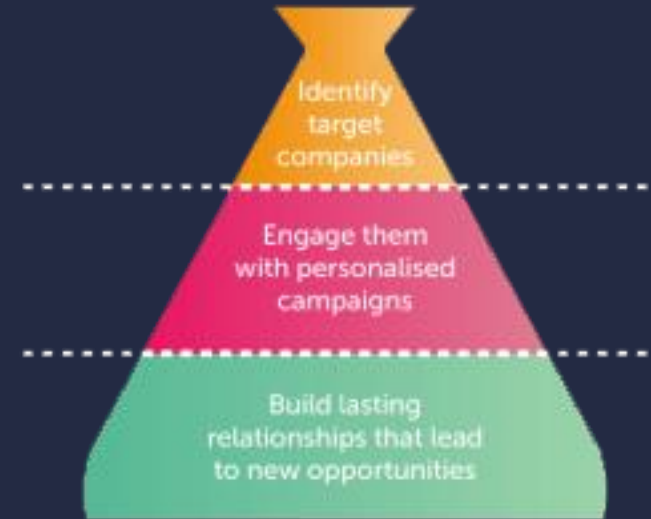 Identify
target
companies
Engage them
with personalised
campaigns
Build lasting
relationships that lead
to new opportunities